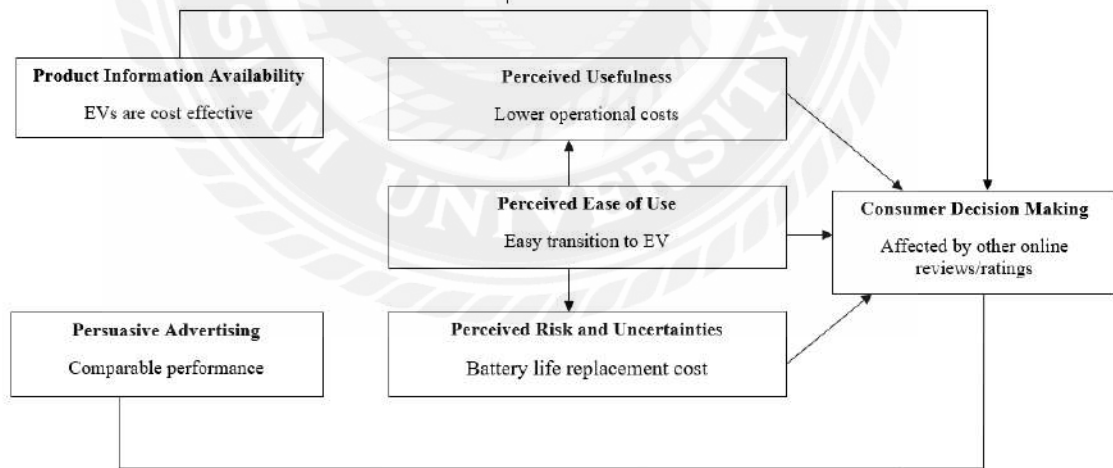 Product Information Availability
EVs are cost effective
Perceived Usefulness
Lower operational costs
Perceived Ease of Use
Easy transition to EV
Consumer Decision Making
Affected by other online
reviews/ratings
Persuasive Advertising
Comparable performance
Perceived Risk and Uncertainties
Battery life replacement cost
UNIVERSITY